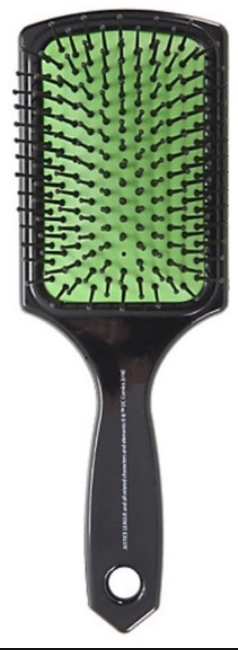 JUSTICE LEAGUE and all related characters and elements © & ™ DC Comics